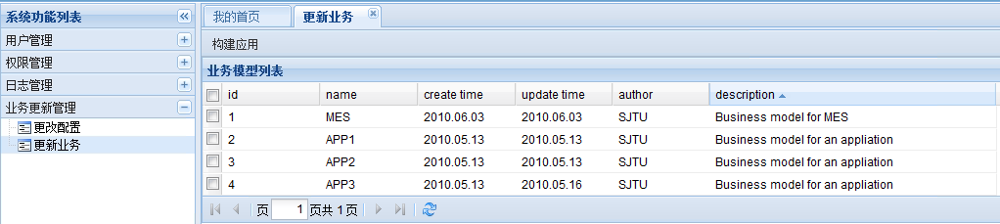 系统功能列表
用户管理
权限管理
日志管理
业务更新管理
更改配置
更新业务
我的首页 更新业务
构建应用
业务模型列表
id name create time update time author description
1 MES 2010.06.03 2010.06.03 SJTU Business model for MES
2 APP1 2010.05.13 2010.05.13 SJTU Business model for an appliation
3 APP2 2010.05.13 2010.05.13 SJTU Business model for an appliation
4 APP3 2010.05.13 2010.05.16 SJTU Business model for an appliation
页 1 页共 1 页